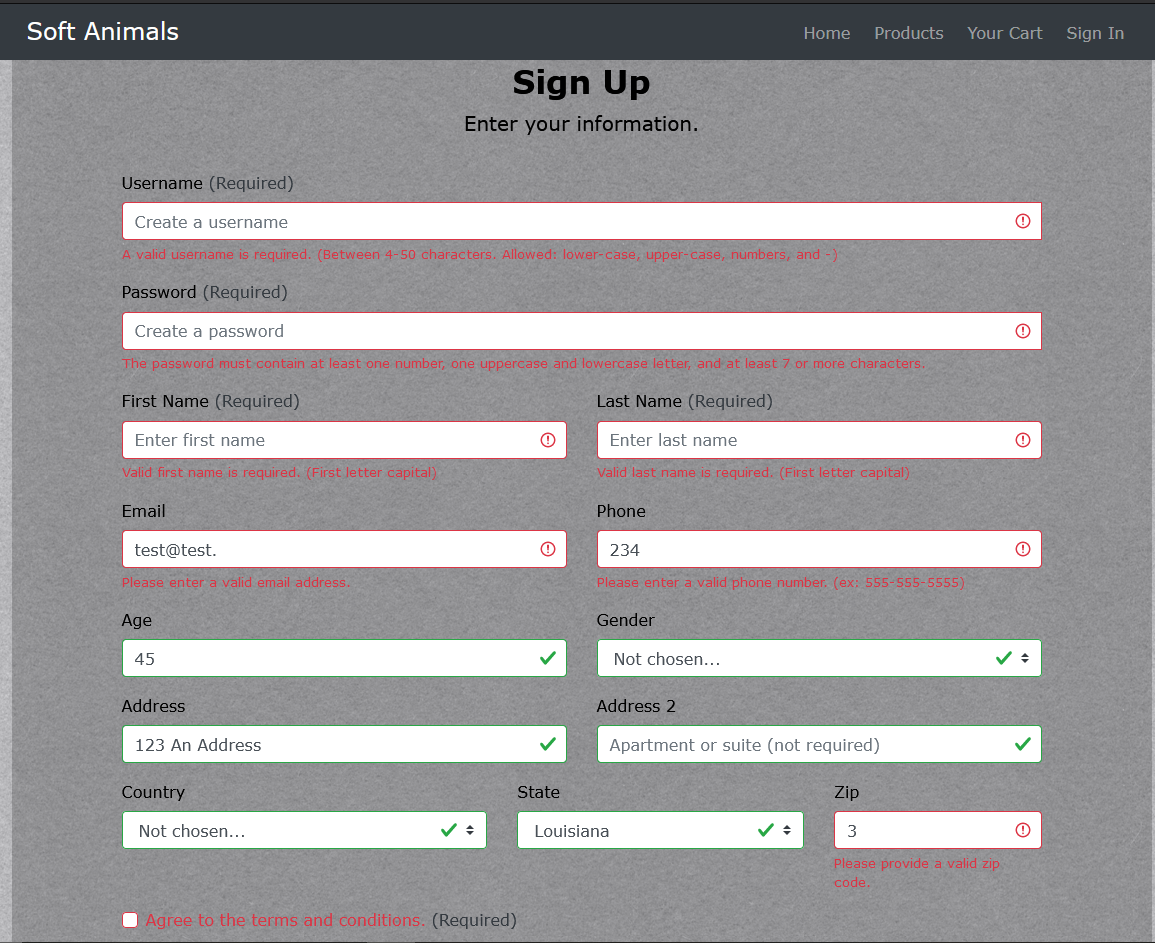 Soft Animals Home Products Your Cart Sign In
Sign Up
Enter your information.
Username (Required)
Create a username
A valid username is required. (Between 4-50 characters. Allowed: lower-case, upper-case, numbers, and -)
Password (Required)
Create a password
The password must contain at least one number, one uppercase and lowercase letter, and at least 7 or more characters.
First Name (Required) Last Name (Required)
Enter first name Enter last name
Valid first name is required. (First letter capital) Valid last name is required. (First letter capital)
Email Phone
test@test. 234
Please enter a valid email address. Please enter a valid phone number. (ex: 555-555-5555)
Age Gender
45 Not chosen...
Address Address 2
123 An Address Apartment or suite (not required)
Country State Zip
Not chosen... Louisiana 3
Please provide a valid zip
code.
Agree to the terms and conditions. (Required)